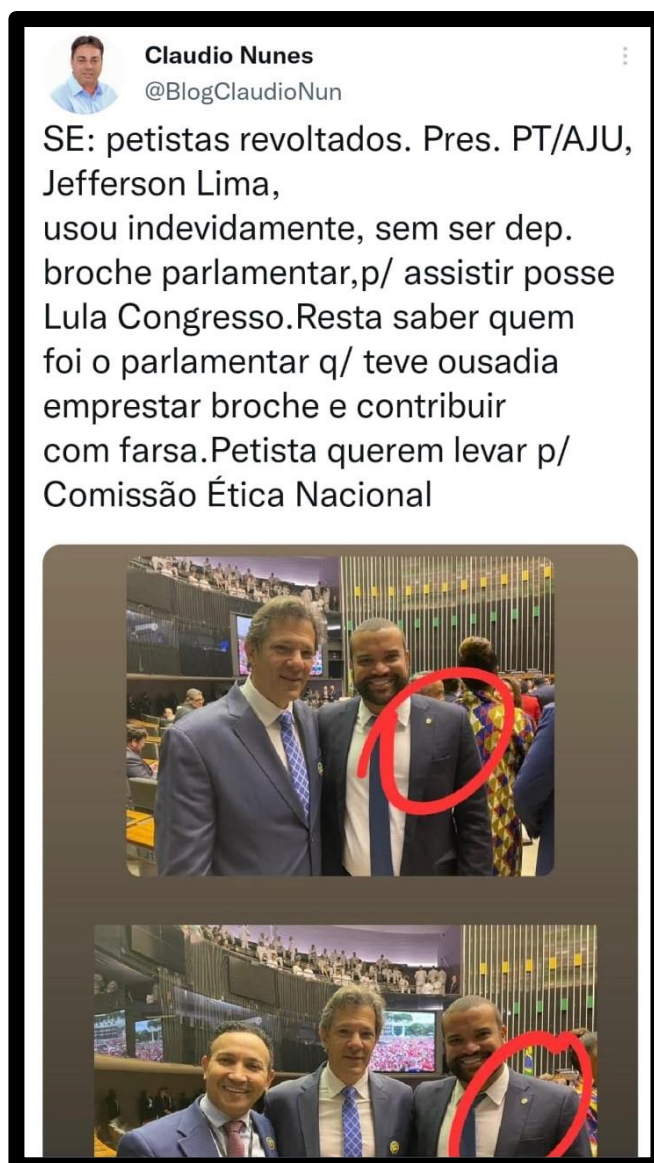 Claudio Nunes
@BlogClaudioNun
SE: petistas revoltados. Pres. PT/AJU,
Jefferson Lima,
usou indevidamente, sem ser dep.
broche parlamentar,p/ assistir posse
Lula Congresso.Resta saber quem
foi o parlamentar q/ teve ousadia
emprestar broche e contribuir
com farsa.Petista querem levar p/
Comissão Ética Nacional